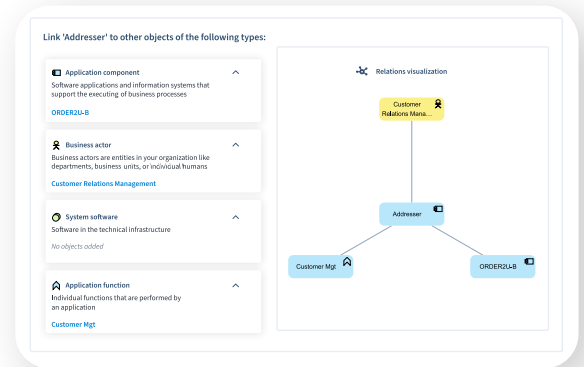 Link 'Addresser' to other objects of the following types:
Application component
Software applications and information systems that
support the executing of business processes
ORDER2U-B
Business actor
Business actors are entities in your organization like
departments, business units, or individual humans
Customer Relations Management
System software
Software in the technical infrastructure
No objects added
Application function
Individual functions that are performed by
an application
Customer Mgt
Relations visualization
Customer
Relations Mana...
Addresser
Customer Mgt
ORDER2U-B